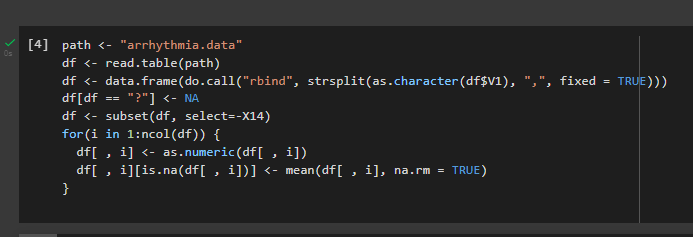 [4] path <- "arrhythmia.data"
df <- read.table(path)
df <- data.frame(do.call("rbind", strsplit(as.character(df$V1), ",", fixed = TRUE)))
df[df == "?"] <- NA
df <- subset(df, select=-X14)
for(i in 1:ncol(df)) {
  df[ , i] <- as.numeric(df[ , i])
  df[ , i][is.na(df[ , i])] <- mean(df[ , i], na.rm = TRUE)
}
0s